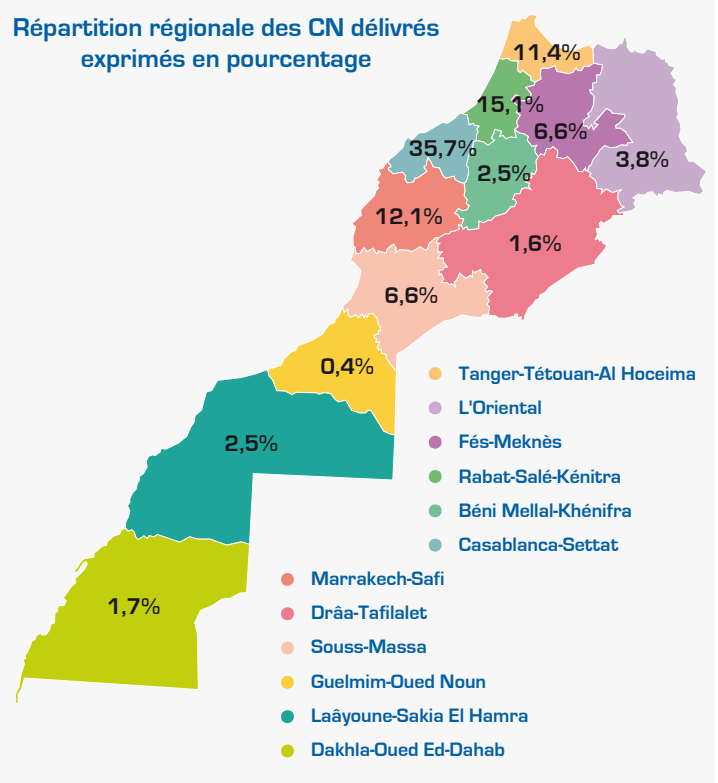 Répartition régionale des CN délivrés
exprimés en pourcentage
11,4%
15,1%
6,6%
3,8%
35,7%
2,5%
12,1%
1,6%
6,6%
0,4%
2,5%
1,7%
Tanger-Tétouan-Al Hoceima
L'Oriental
Fés-Meknès
Rabat-Salé-Kénitra
Béni Mellal-Khénifra
Casablanca-Settat
Marrakech-Safi
Drâa-Tafilalet
Souss-Massa
Guelmim-Oued Noun
Laâyoune-Sakia El Hamra
Dakhla-Oued Ed-Dahab